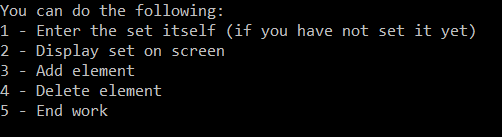 You can do the following:
1 - Enter the set itself (if you have not set it yet)
2 - Display set on screen
3 - Add element
4 - Delete element
5 - End work